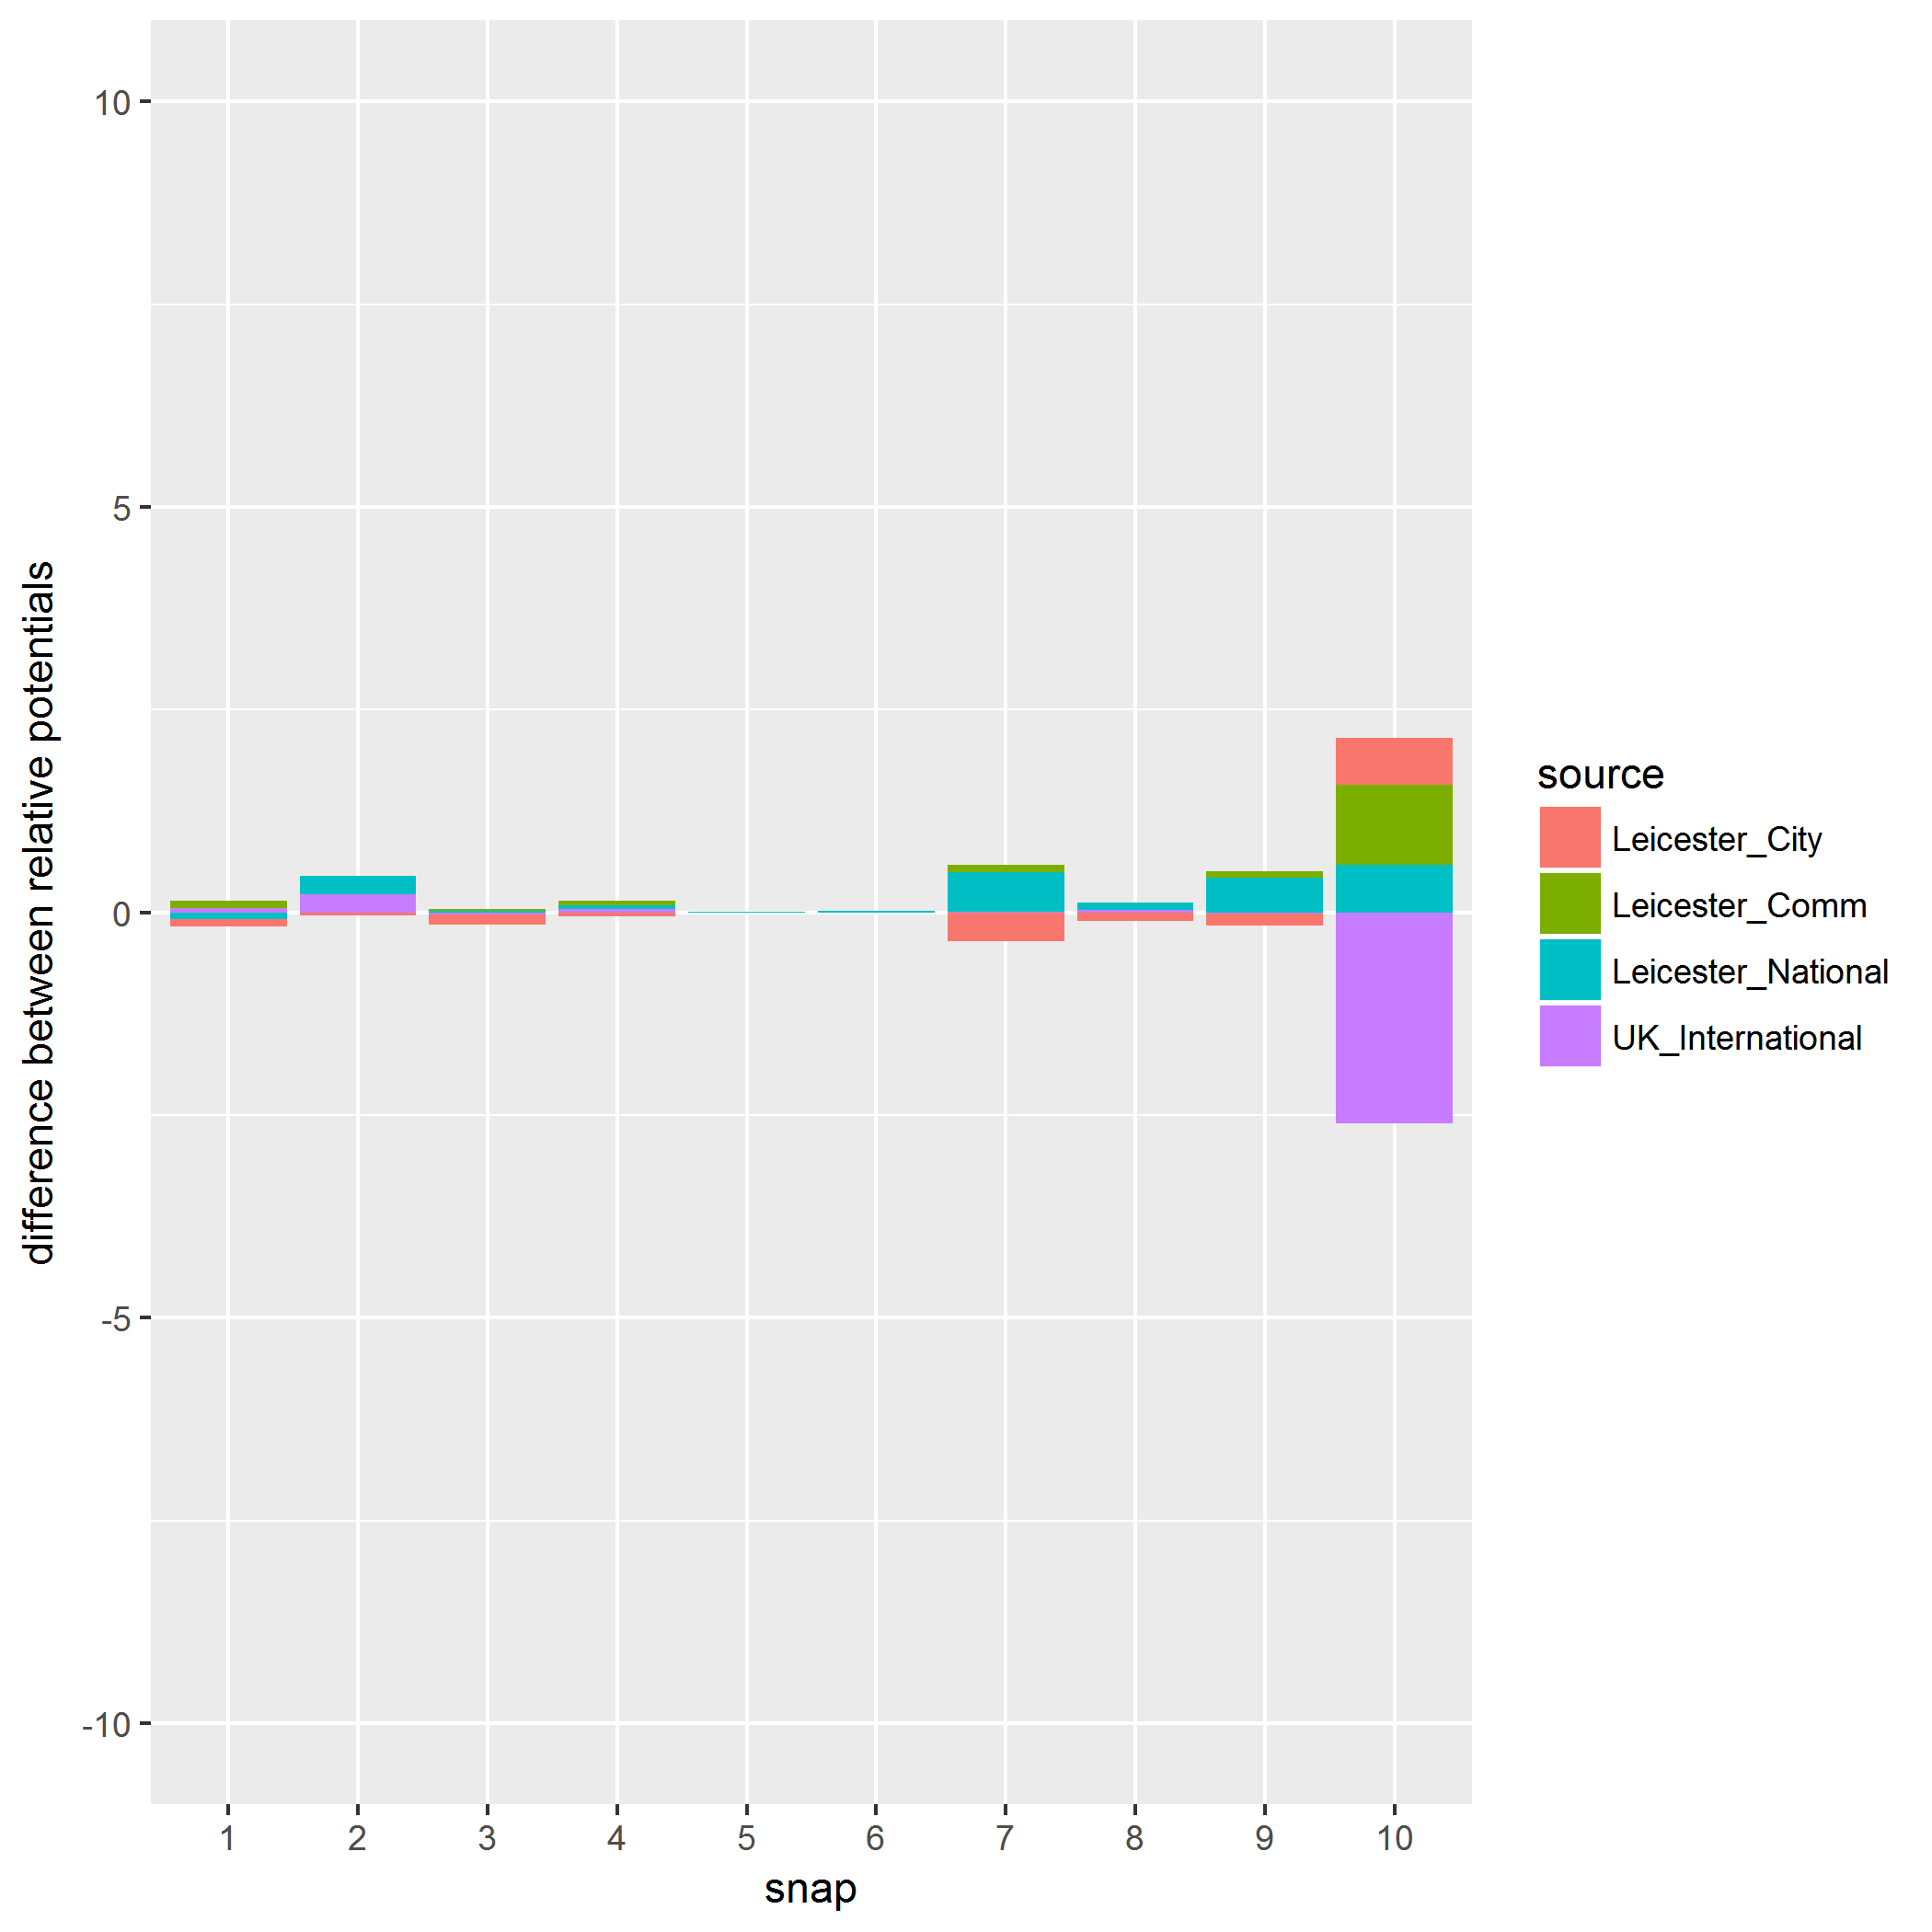 difference between relative potentials
10
5
0
-5
-10
1 2 3 4 5 6 7 8 9 10
snap
source
Leicester_City
Leicester_Comm
Leicester_National
UK_International